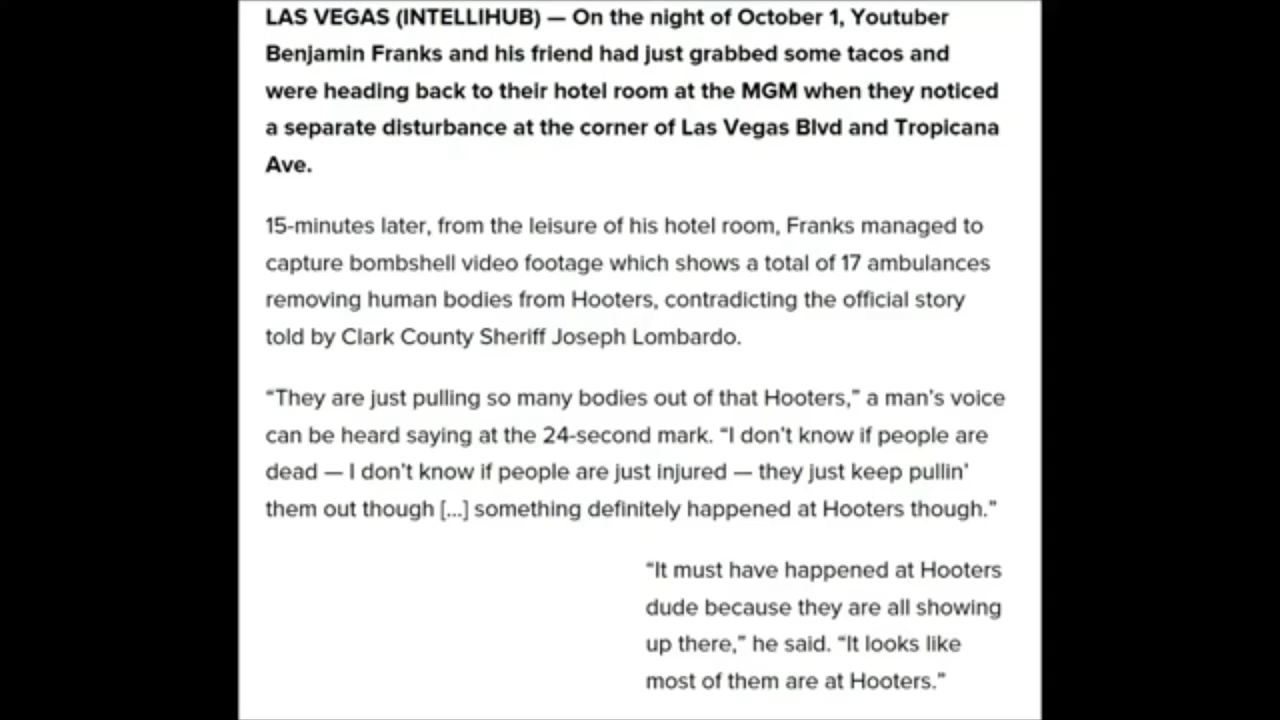 LAS VEGAS (INTELLIHUB) — On the night of October 1, Youtuber
Benjamin Franks and his friend had just grabbed some tacos and
were heading back to their hotel room at the MGM when they noticed
a separate disturbance at the corner of Las Vegas Blvd and Tropicana
Ave.
15-minutes later, from the leisure of his hotel room, Franks managed to
capture bombshell video footage which shows a total of 17 ambulances
removing human bodies from Hooters, contradicting the official story
told by Clark County Sheriff Joseph Lombardo.
“They are just pulling so many bodies out of that Hooters,” a man’s voice
can be heard saying at the 24-second mark. “I don’t know if people are
dead — I don’t know if people are just injured — they just keep pullin’
them out though [...] something definitely happened at Hooters though.”
“It must have happened at Hooters
dude because they are all showing
up there,” he said. “It looks like
most of them are at Hooters.”